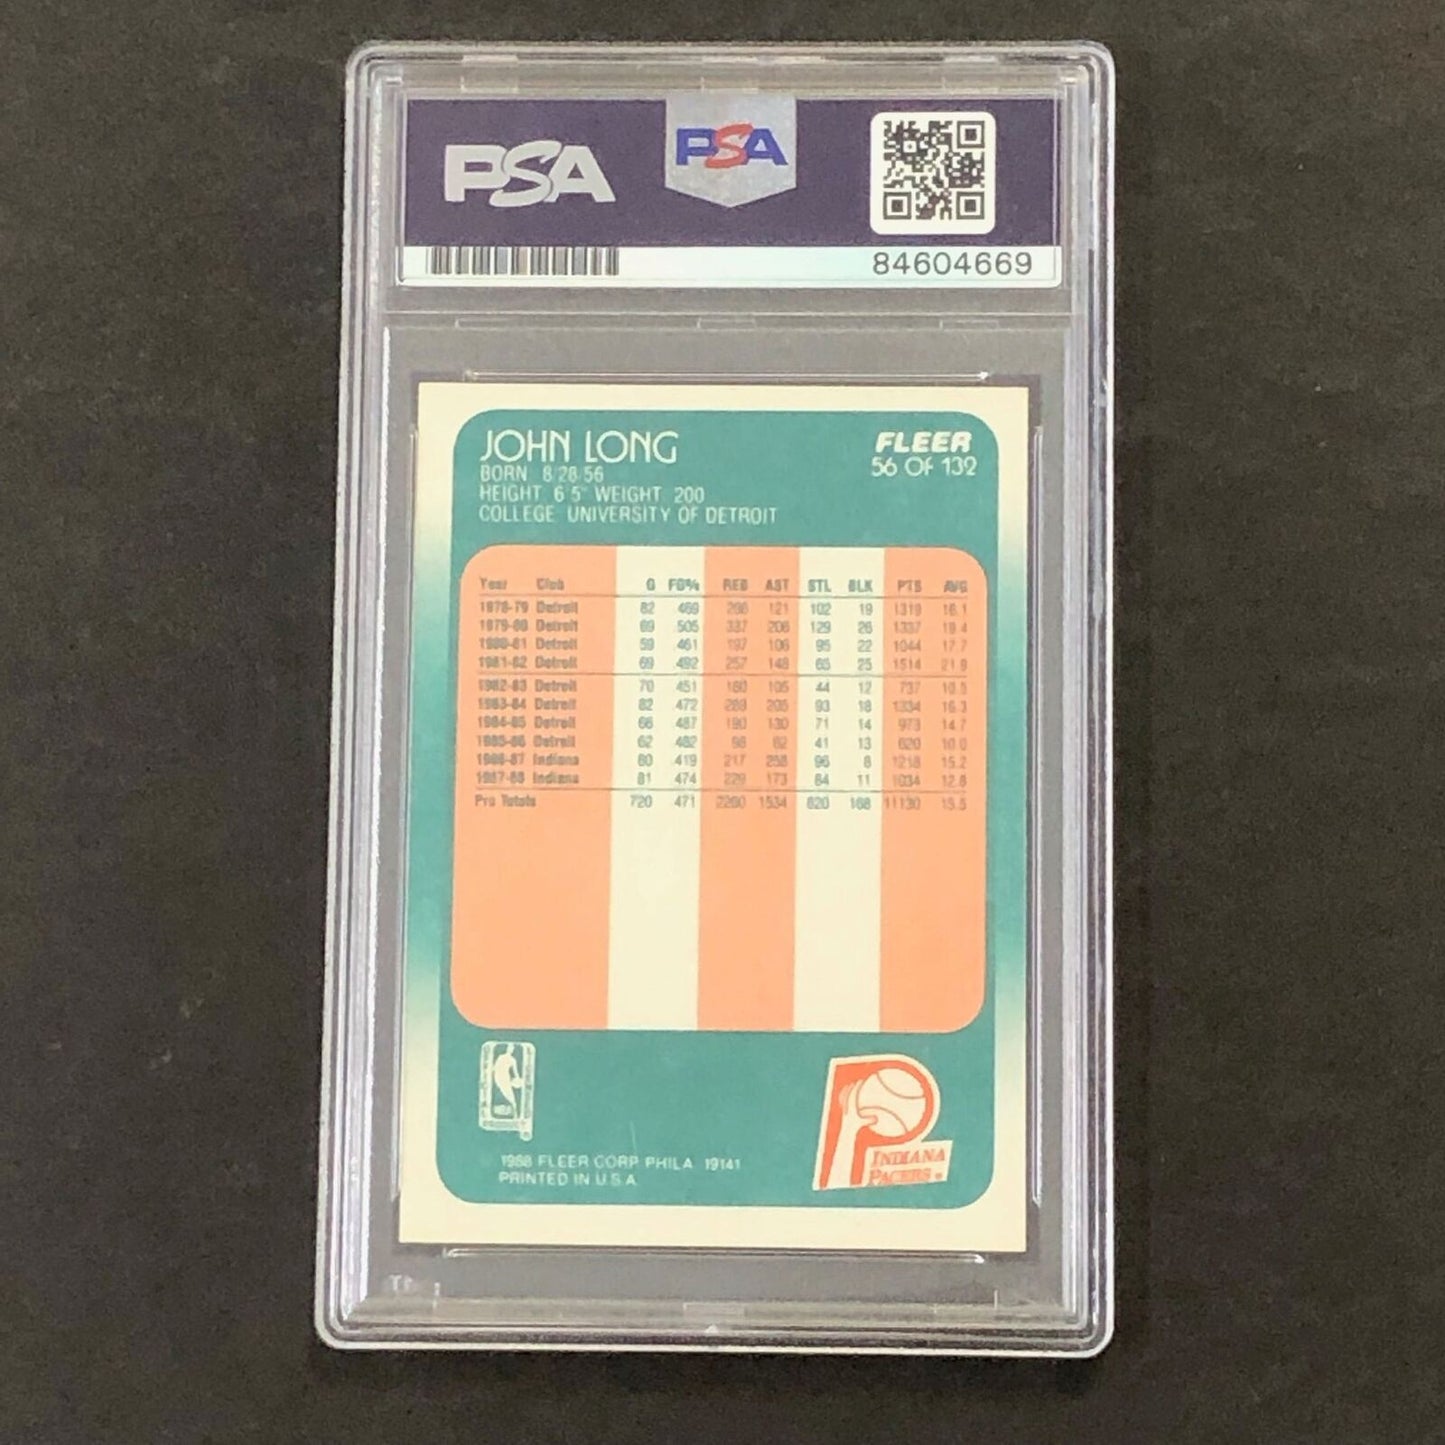 PSA
PSA
84604669
JOHN LONG
FLEER
56 OF 132
BORN 8/28/56
HEIGHT 6 5" WEIGHT 200
COLLEGE UNIVERSITY OF DETROIT
Year Club G FG% REB AST STL BLK PTS AVG
1978-79 Detroit 82 .469 266 121 102 19 1319 16.1
1979-80 Detroit 69 .505 337 206 129 26 1337 19.4
1980-81 Detroit 59 .461 197 106 95 22 1044 17.7
1981-82 Detroit 69 .492 257 148 65 25 1514 21.9
1982-83 Detroit 70 .451 180 105 44 12 737 10.5
1983-84 Detroit 82 .472 289 205 93 18 1334 16.3
1984-85 Detroit 66 .487 190 130 71 14 973 14.7
1985-86 Detroit 62 .482 98 82 41 13 620 10.0
1986-87 Indiana 80 .419 217 258 96 8 1218 15.2
1987-88 Indiana 81 .474 229 173 84 11 1034 12.8
Pro Totals 720 .471 2260 1534 820 168 11130 15.5
NBA
PRODUCT
1988 FLEER CORP PHILA 19141
PRINTED IN U.S.A.
INDIANA
PACERS